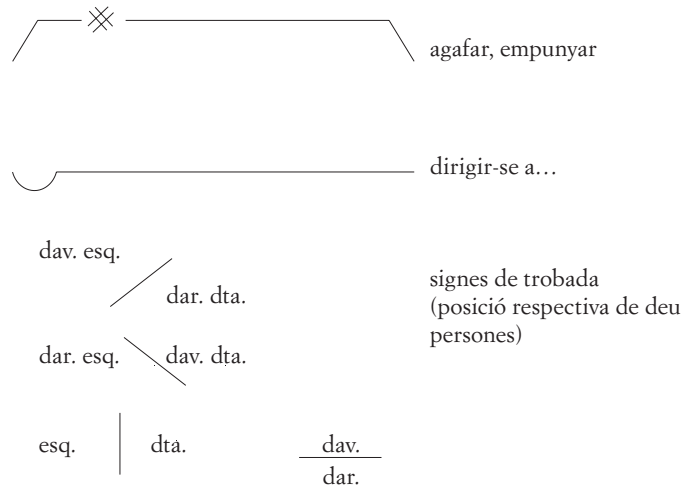 agafar, empunyar
dirigir-se a…
dav. esq.
dar. dta.
signes de trobada
(posició respectiva de deu
persones)
dar. esq. dav. dta.
esq. dta. dav.
dar.